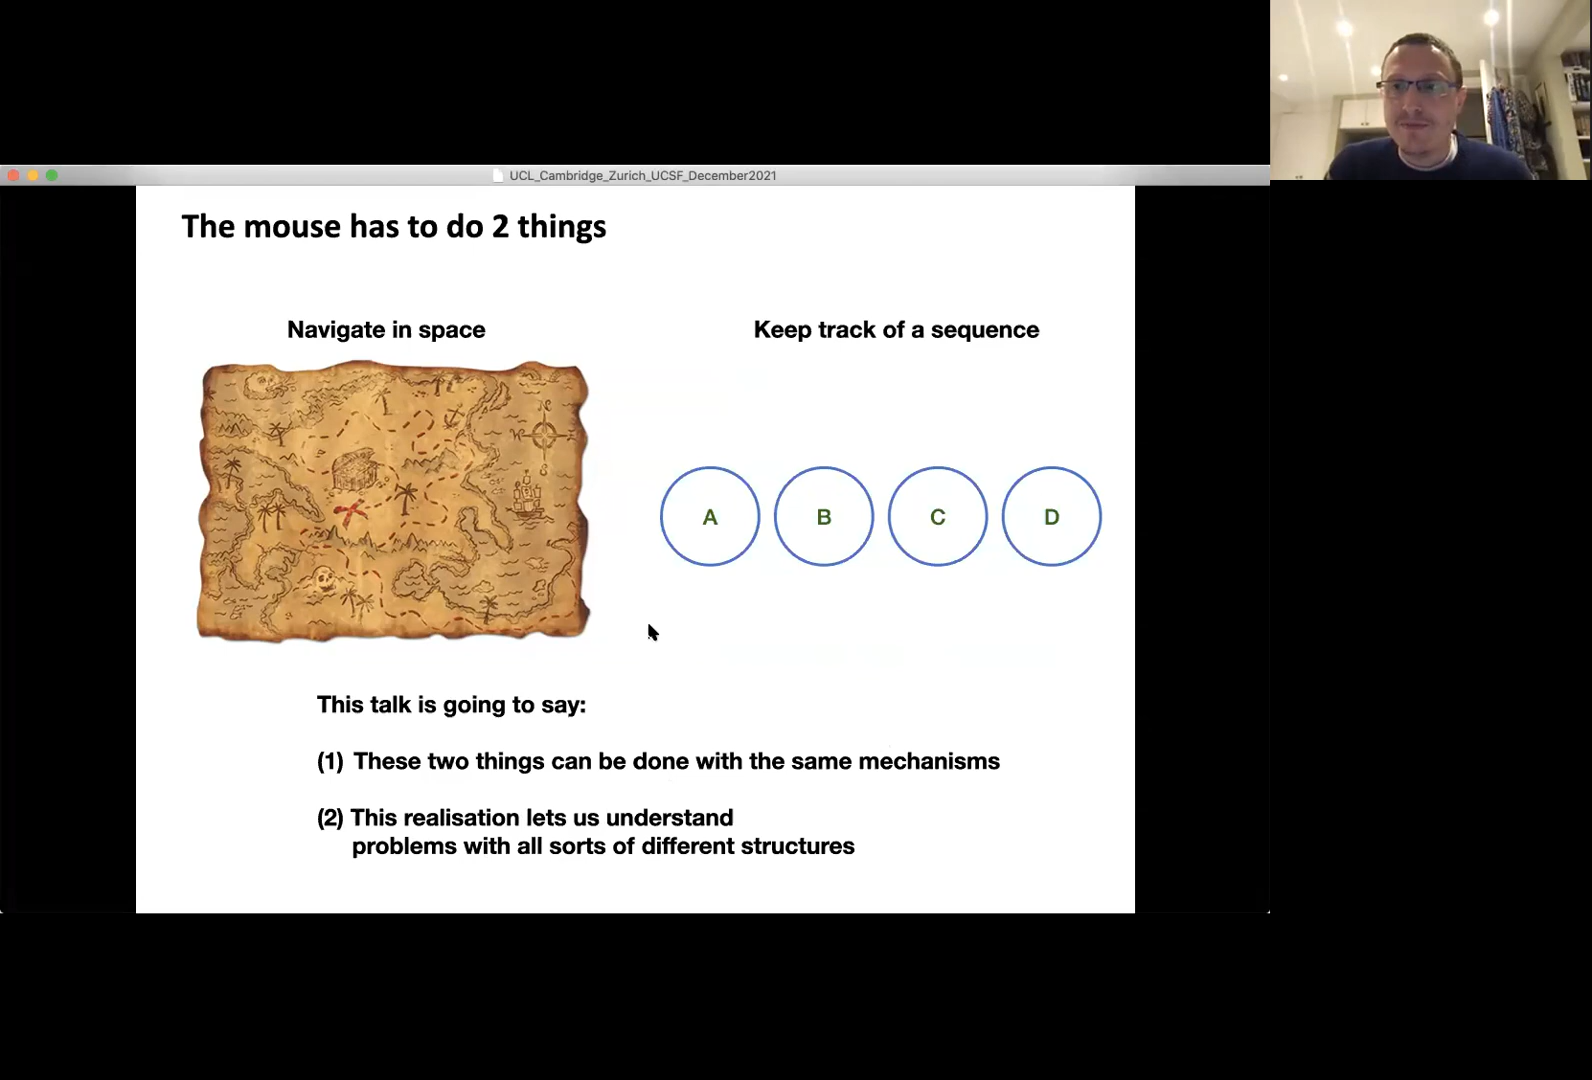 UCL_Cambridge_Zurich_UCSF_December2021
The mouse has to do 2 things
Navigate in space
Keep track of a sequence
N
W
S
A
B
C
D
This talk is going to say:
(1) These two things can be done with the same mechanisms
(2) This realisation lets us understand
problems with all sorts of different structures